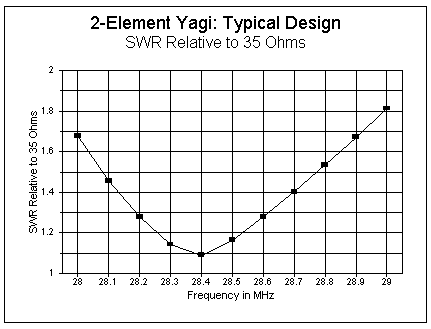 2-Element Yagi: Typical Design
SWR Relative to 35 Ohms
SWR Relative to 35 Ohms
2
1.8
1.6
1.4
1.2
1
28 28.1 28.2 28.3 28.4 28.5 28.6 28.7 28.8 28.9 29
Frequency in MHz